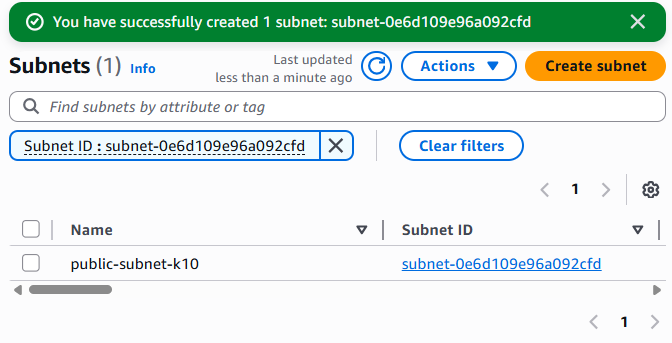 You have successfully created 1 subnet: subnet-0e6d109e96a092cfd
Subnets (1) Info
Last updated
less than a minute ago
Actions
Create subnet
Find subnets by attribute or tag
Subnet ID : subnet-0e6d109e96a092cfd
Clear filters
1
Name
Subnet ID
public-subnet-k10
subnet-0e6d109e96a092cfd
1